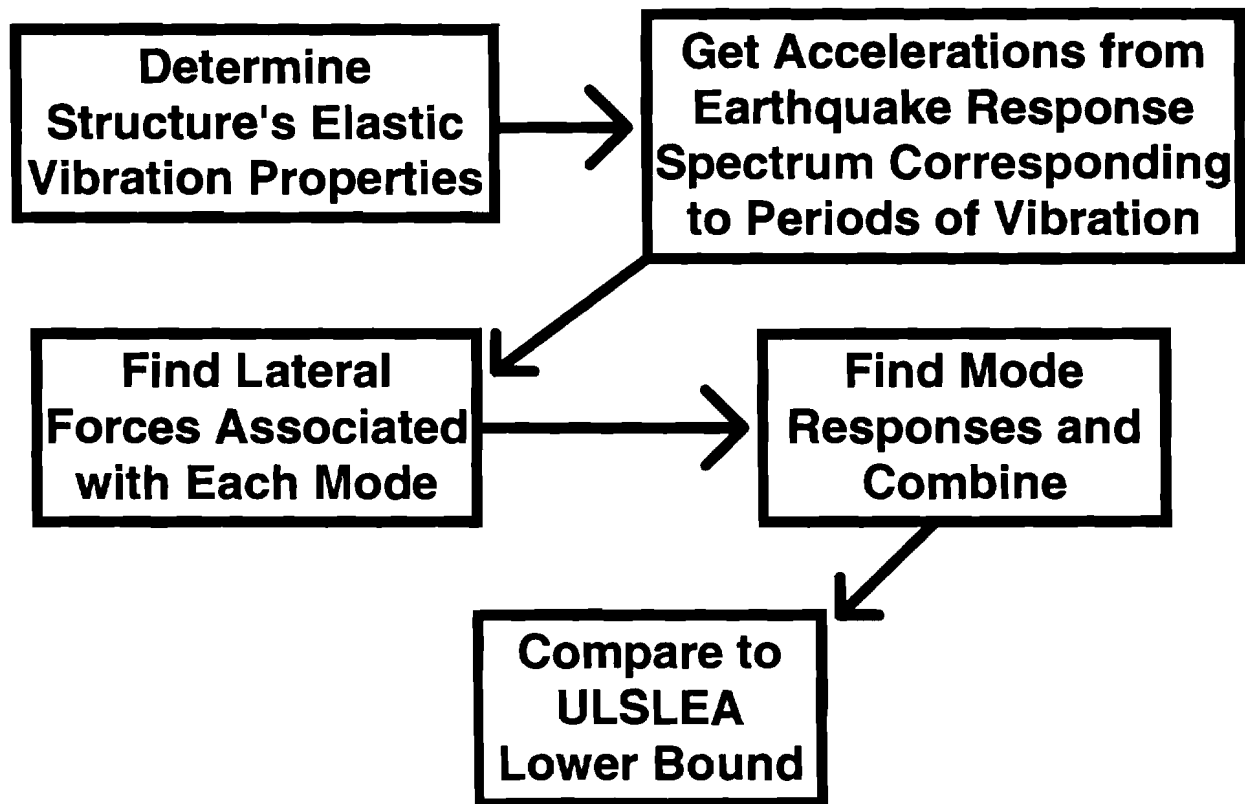 Determine
Structure's Elastic
Vibration Properties
Get Accelerations from
Earthquake Response
Spectrum Corresponding
to Periods of Vibration
Find Lateral
Forces Associated
with Each Mode
Find Mode
Responses and
Combine
Compare to
ULSLEA
Lower Bound